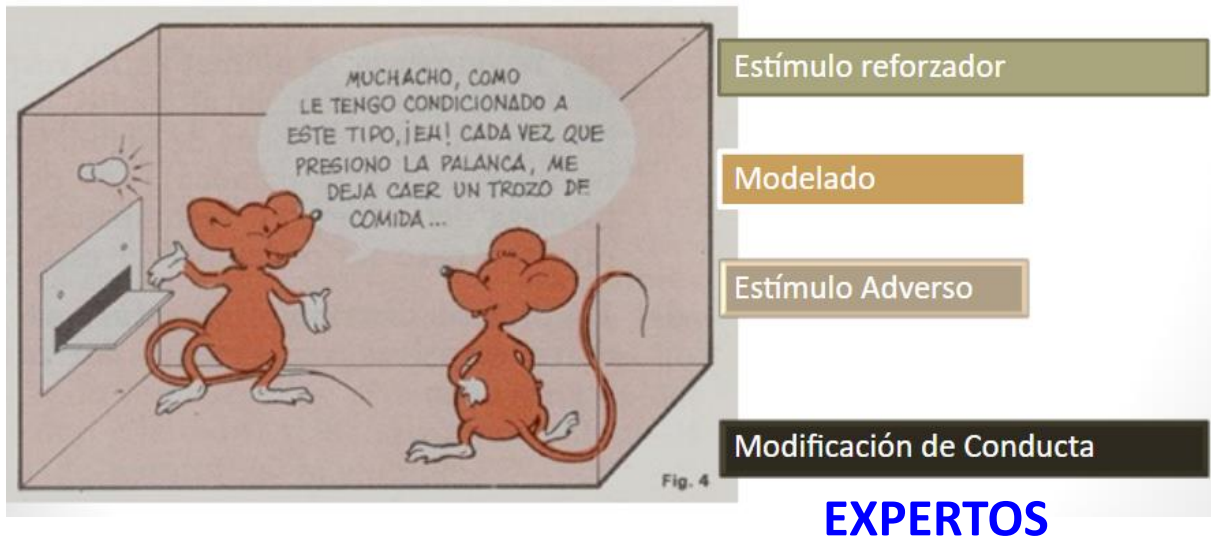 MUCHACHO, COMO
LE TENGO CONDICIONADO A
ESTE TIPO, ¡EH! CADA VEZ QUE
PRESIONO LA PALANCA, ME
DEJA CAER UN TROZO DE
COMIDA...
Fig. 4
Estímulo reforzador
Modelado
Estímulo Adverso
Modificación de Conducta
EXPERTOS